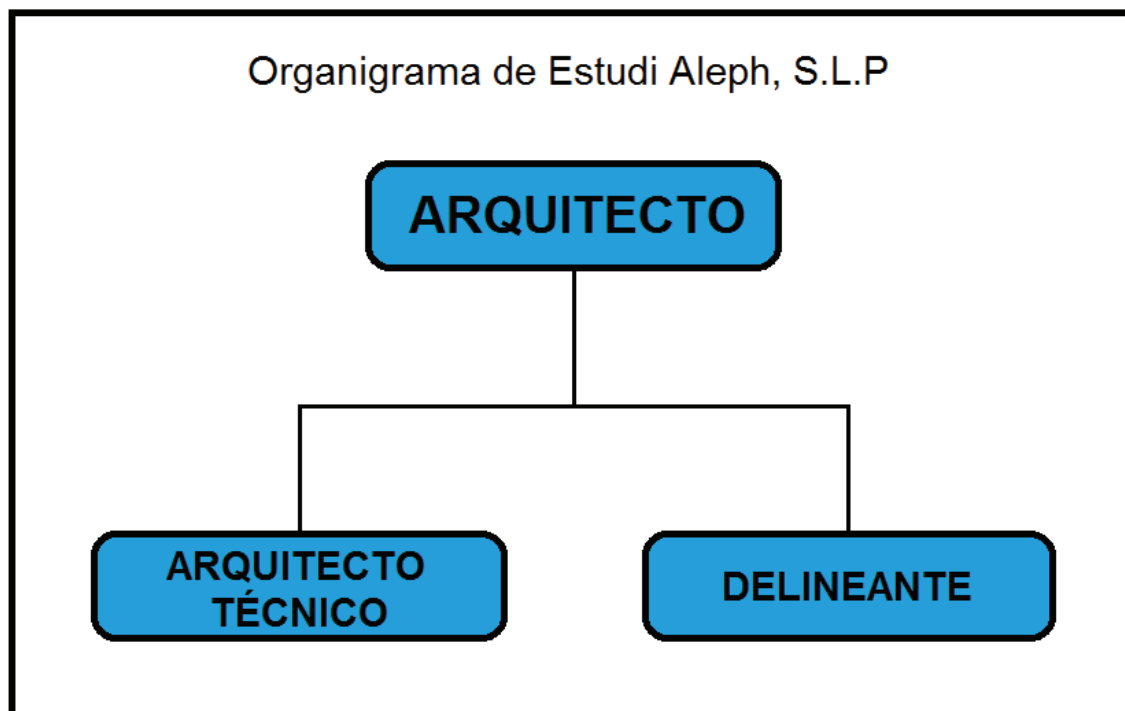 Organigrama de Estudi Aleph, S.L.P
ARQUITECTO
ARQUITECTO
TÉCNICO
DELINEANTE